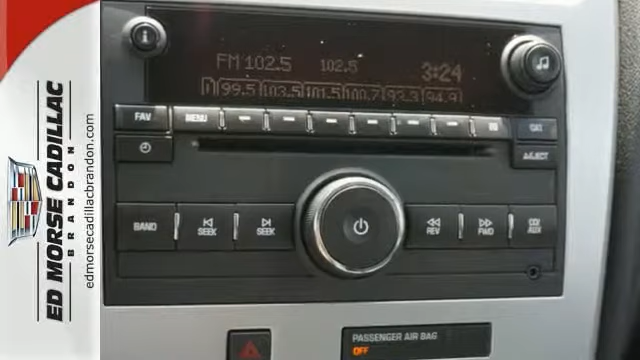 ED MORSE CADILLAC
BRANDON
edmorsecadillacbrandon.com
FM 102.5 102.5 3:24
99.5 103.5 101.5 100.7 92.3 94.9
FAV MENU CAT
EJECT
BAND SEEK SEEK REV FWD CD/AUX
PASSENGER AIR BAG
OFF